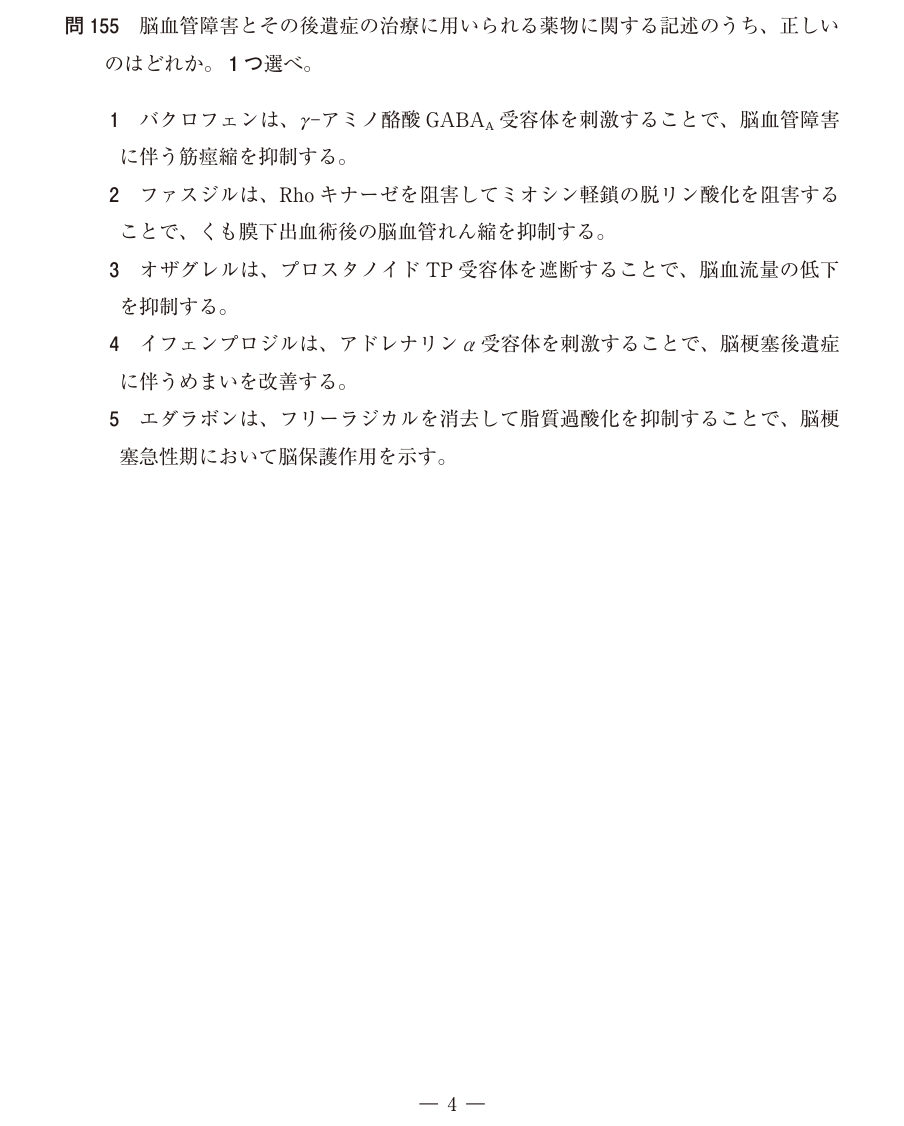 問 155 脳血管障害とその後遺症の治療に用いられる薬物に関する記述のうち、正しい
のはどれか。1つ選べ。
1 バクロフェンは、γ-アミノ酪酸 GABAA 受容体を刺激することで、脳血管障害
に伴う筋痙縮を抑制する。
2 ファスジルは、Rho キナーゼを阻害してミオシン軽鎖の脱リン酸化を阻害する
ことで、くも膜下出血術後の脳血管れん縮を抑制する。
3 オザグレルは、プロスタノイド TP 受容体を遮断することで、脳血流量の低下
を抑制する。
4 イフェンプロジルは、アドレナリン α 受容体を刺激することで、脳梗塞後遺症
に伴うめまいを改善する。
5 エダラボンは、フリーラジカルを消去して脂質過酸化を抑制することで、脳梗
塞急性期において脳保護作用を示す。
— 4 —